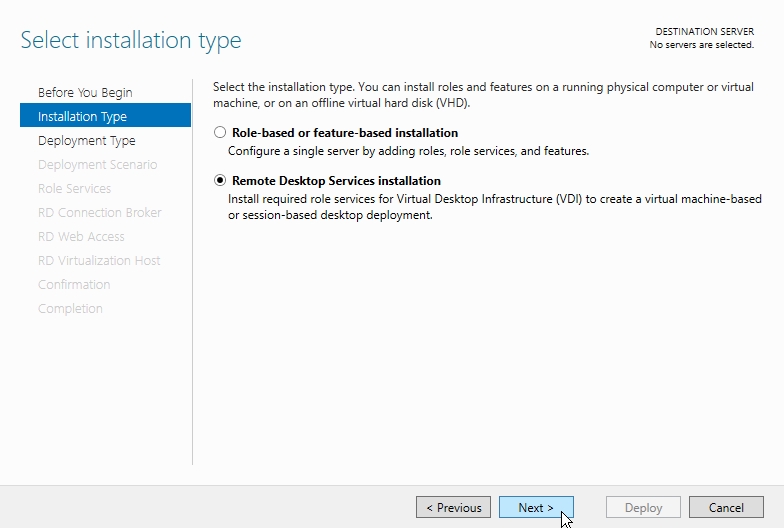 Select installation type
DESTINATION SERVER
No servers are selected.
Before You Begin
Installation Type
Deployment Type
Deployment Scenario
Role Services
RD Connection Broker
RD Web Access
RD Virtualization Host
Confirmation
Completion
Select the installation type. You can install roles and features on a running physical computer or virtual
machine, or on an offline virtual hard disk (VHD).
Role-based or feature-based installation
Configure a single server by adding roles, role services, and features.
Remote Desktop Services installation
Install required role services for Virtual Desktop Infrastructure (VDI) to create a virtual machine-based
or session-based desktop deployment.
< Previous
Next >
Deploy
Cancel